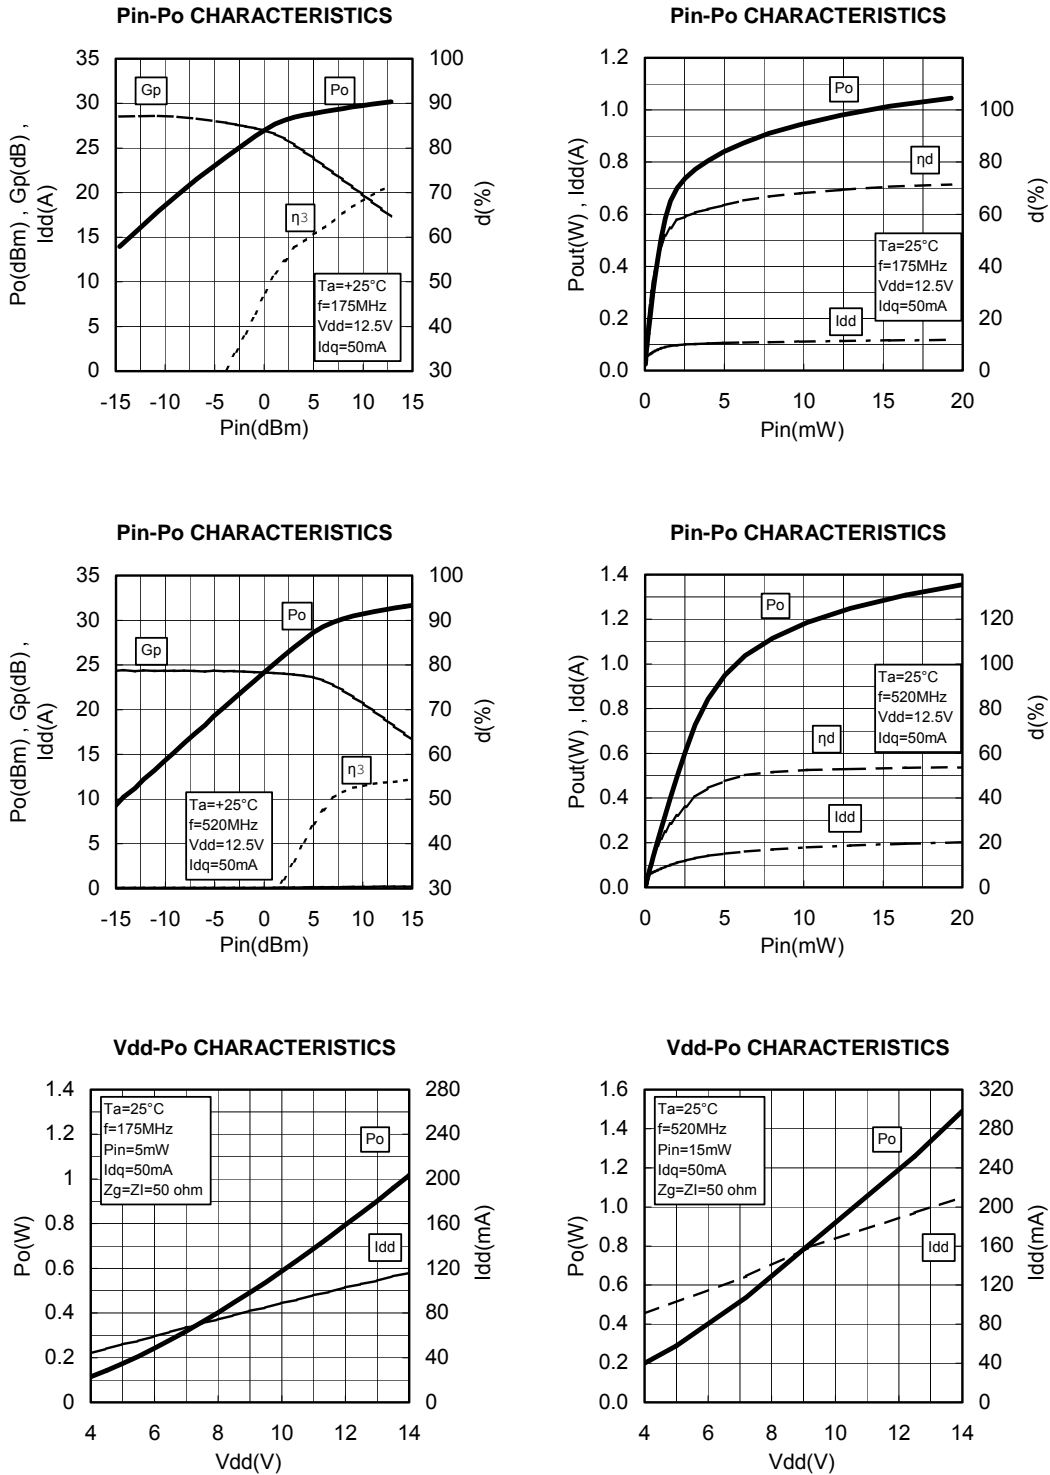 Pin-Po CHARACTERISTICS
Po(dBm) , Gp(dB) ,
Idd(A)
35
30
25
20
15
10
5
0
100
90
80
70
60
50
40
30
d(%)
Gp
Po
η3
Ta=+25°C
f=175MHz
Vdd=12.5V
Idq=50mA
-15 -10 -5 0 5 10 15
Pin(dBm)
Pin-Po CHARACTERISTICS
Pout(W) , Idd(A)
1.2
1.0
0.8
0.6
0.4
0.2
0.0
100
80
60
40
20
0
d(%)
Po
ηd
Idd
Ta=25°C
f=175MHz
Vdd=12.5V
Idq=50mA
0 5 10 15 20
Pin(mW)
Pin-Po CHARACTERISTICS
Po(dBm) , Gp(dB) ,
Idd(A)
35
30
25
20
15
10
5
0
100
90
80
70
60
50
40
30
d(%)
Po
Gp
η3
Ta=+25°C
f=520MHz
Vdd=12.5V
Idq=50mA
-15 -10 -5 0 5 10 15
Pin(dBm)
Pin-Po CHARACTERISTICS
Pout(W) , Idd(A)
1.4
1.2
1.0
0.8
0.6
0.4
0.2
0.0
120
100
80
60
40
20
0
d(%)
Po
Ta=25°C
f=520MHz
Vdd=12.5V
Idq=50mA
ηd
Idd
0 5 10 15 20
Pin(mW)
Vdd-Po CHARACTERISTICS
Po(W)
1.4
1.2
1
0.8
0.6
0.4
0.2
0
280
240
200
160
120
80
40
0
Idd(mA)
Ta=25°C
f=175MHz
Pin=5mW
Idq=50mA
Zg=ZI=50 ohm
Po
Idd
4 6 8 10 12 14
Vdd(V)
Vdd-Po CHARACTERISTICS
Po(W)
1.6
1.4
1.2
1.0
0.8
0.6
0.4
0.2
0.0
320
280
240
200
160
120
80
40
0
Idd(mA)
Ta=25°C
f=520MHz
Pin=15mW
Idq=50mA
Zg=ZI=50 ohm
Po
Idd
4 6 8 10 12 14
Vdd(V)